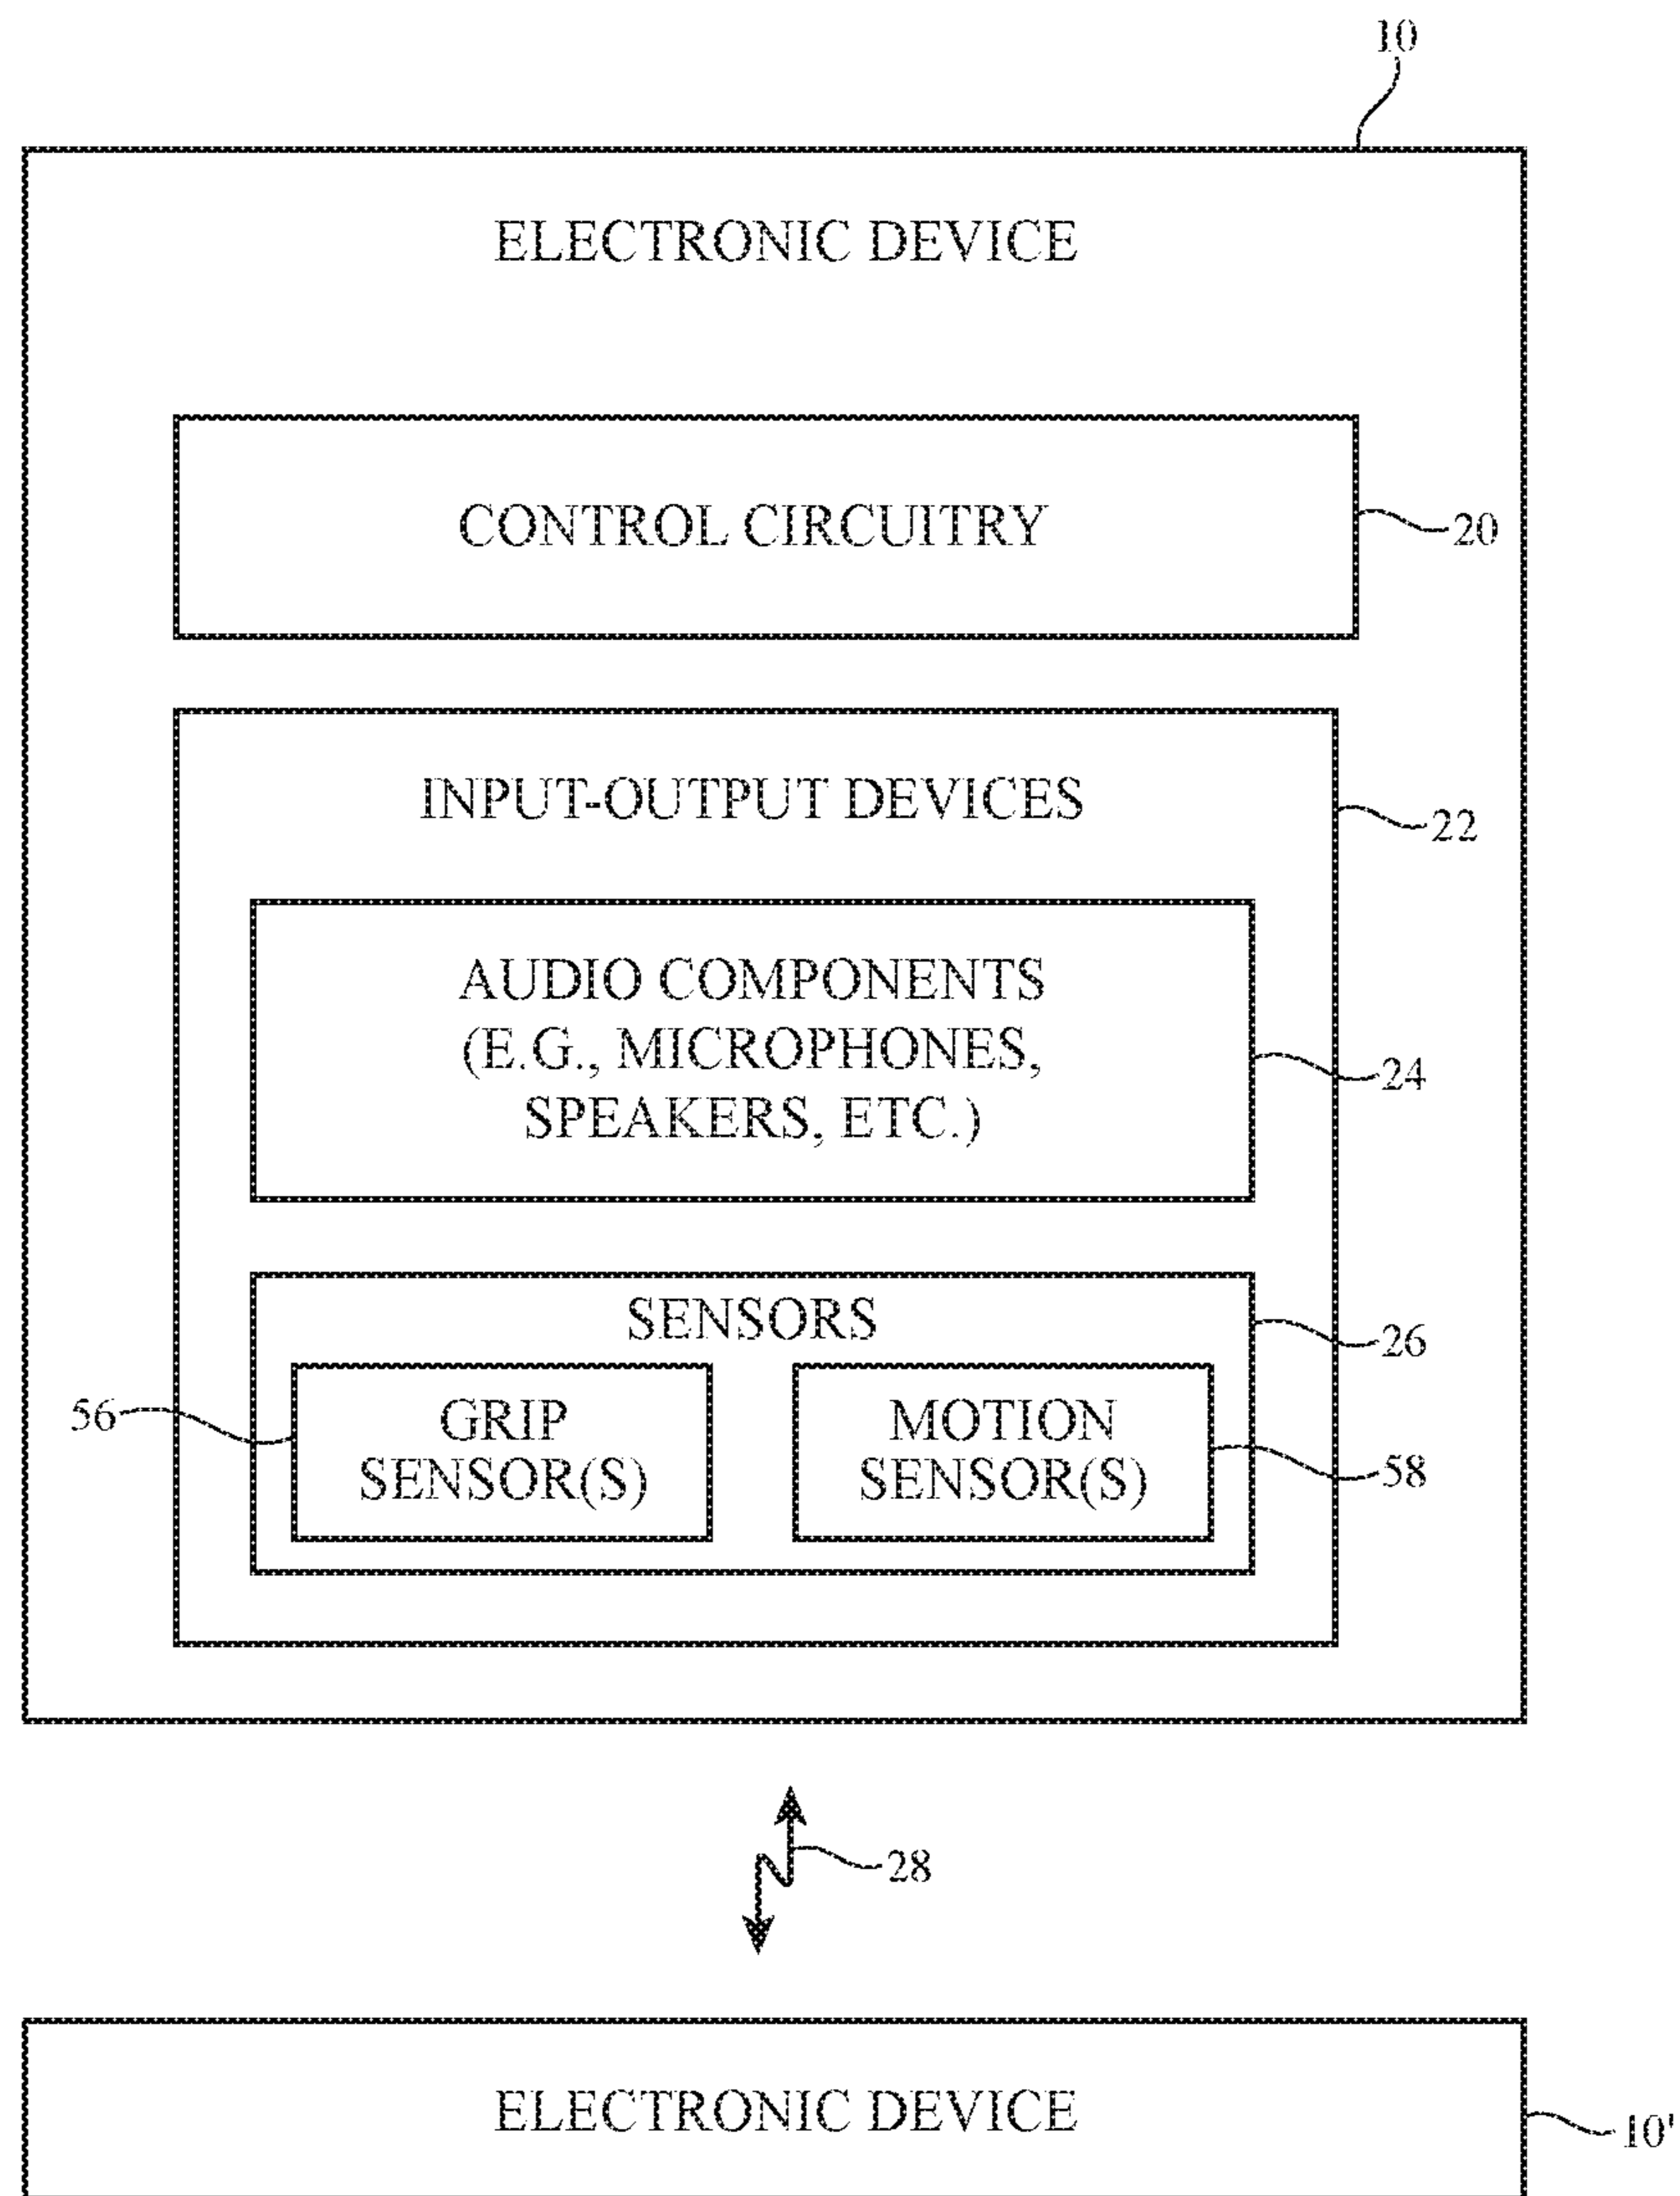 10
ELECTRONIC DEVICE
CONTROL CIRCUITRY
20
INPUT-OUTPUT DEVICES
22
AUDIO COMPONENTS
(E.G., MICROPHONES,
SPEAKERS, ETC.)
24
SENSORS
26
56
GRIP
SENSOR(S)
MOTION
SENSOR(S)
58
28
ELECTRONIC DEVICE
10'